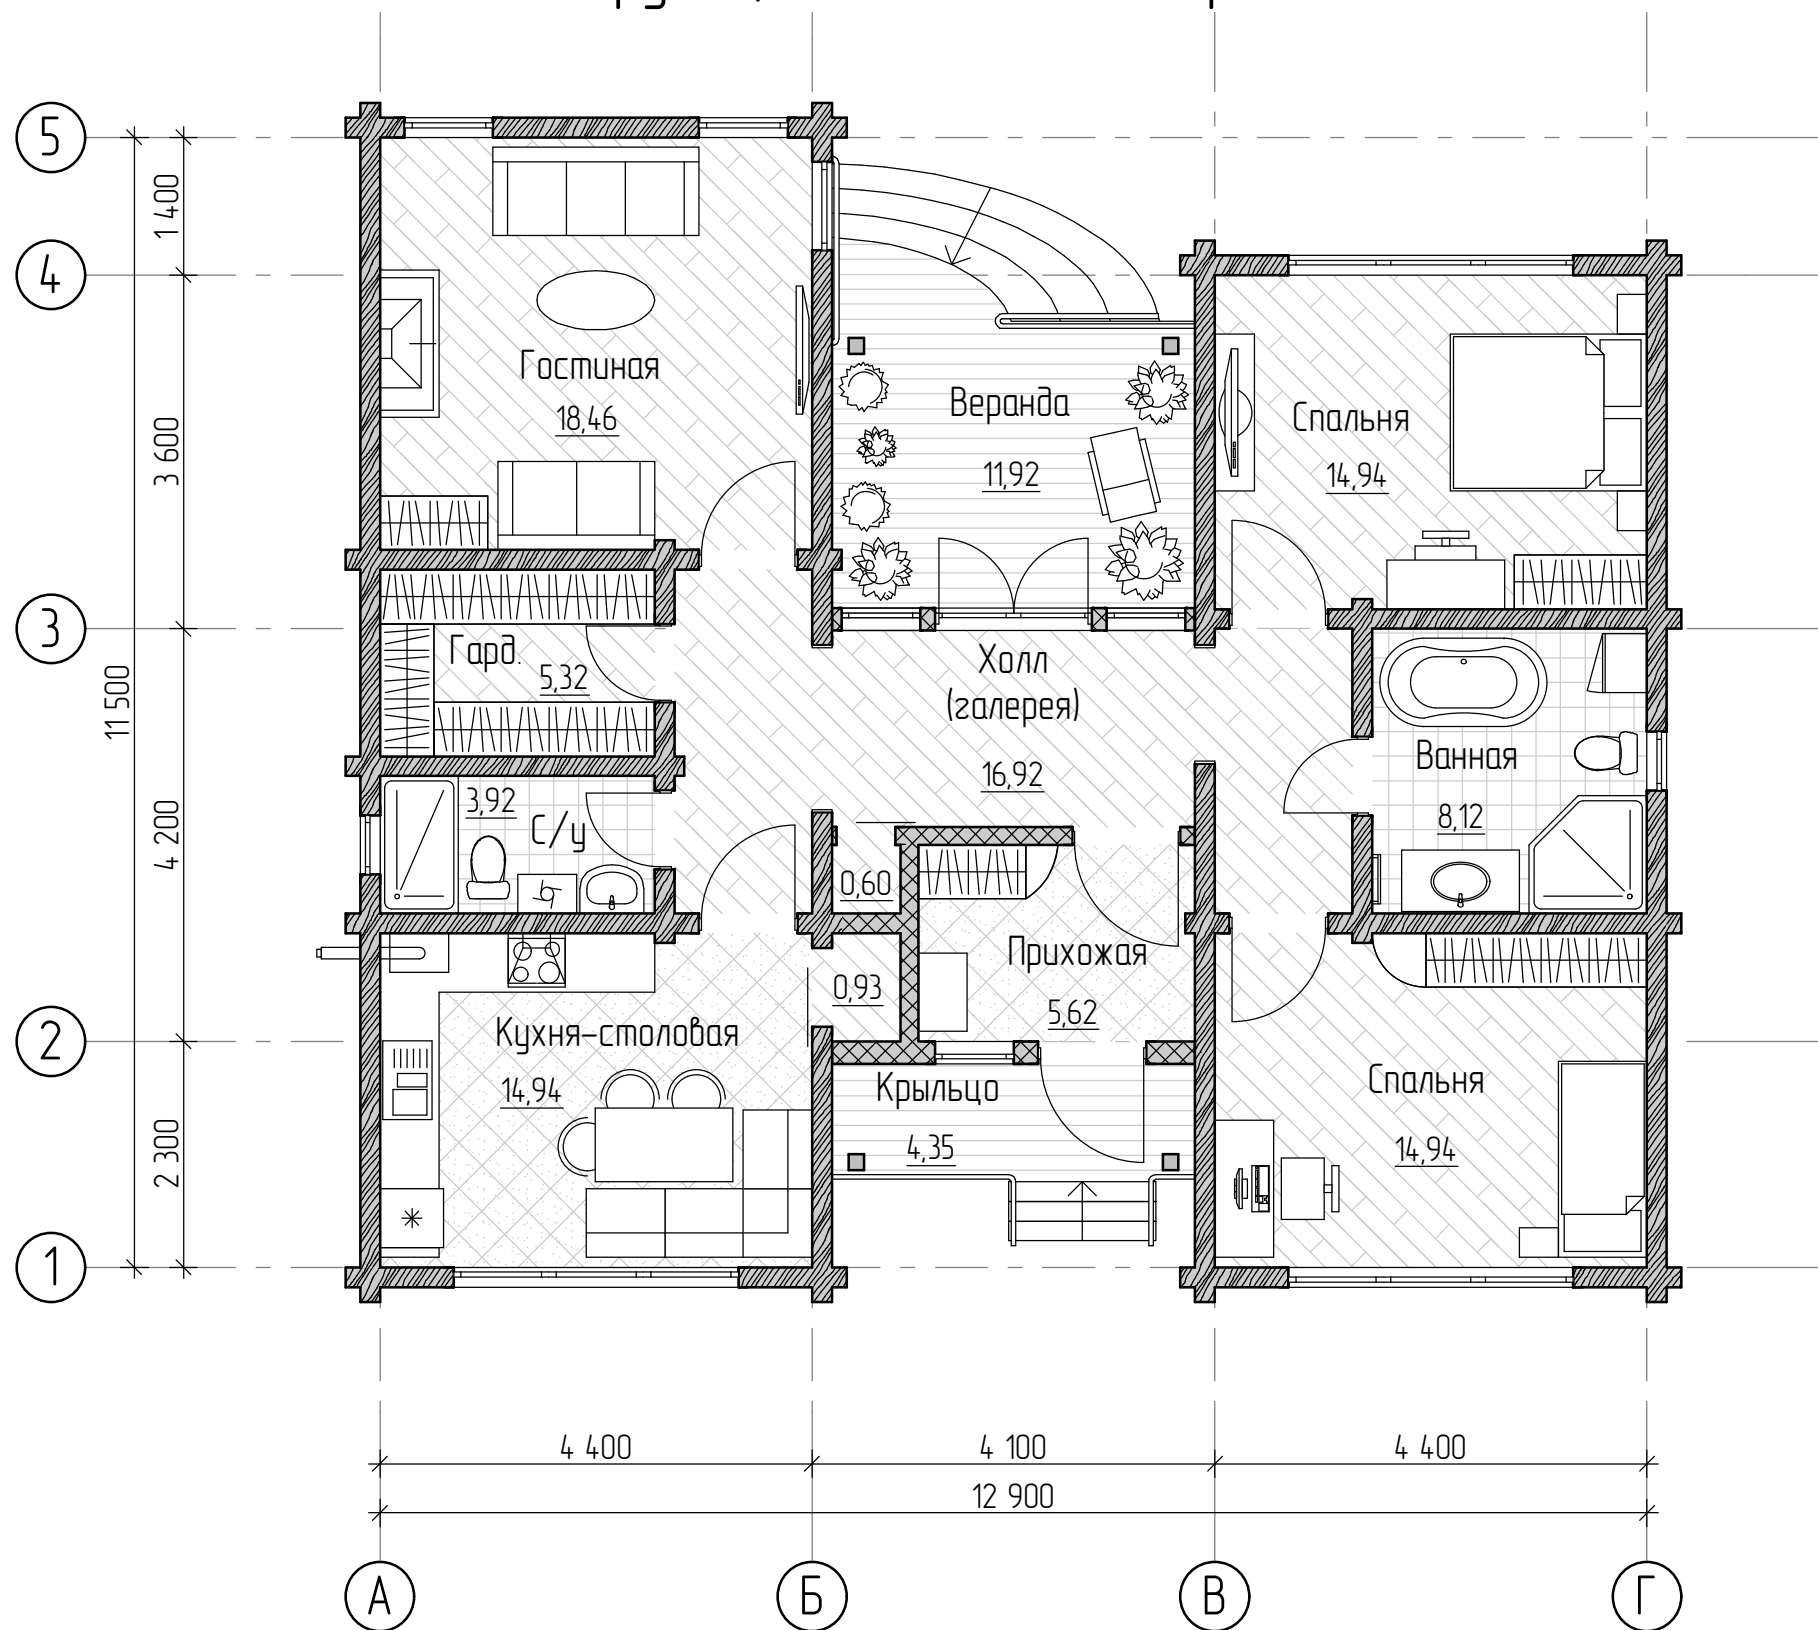 5
4
3
2
1
1 400
3 600
4 200
2 300
11 500
Гостиная
18,46
Веранда
11,92
Спальня
14,94
Гард.
5,32
Холл
(галерея)
16,92
Ванная
8,12
3,92
С/у
0,60
Прихожая
5,62
0,93
Кухня-столовая
14,94
Крыльцо
4,35
Спальня
14,94
4 400
4 100
4 400
12 900
А
Б
В
Г